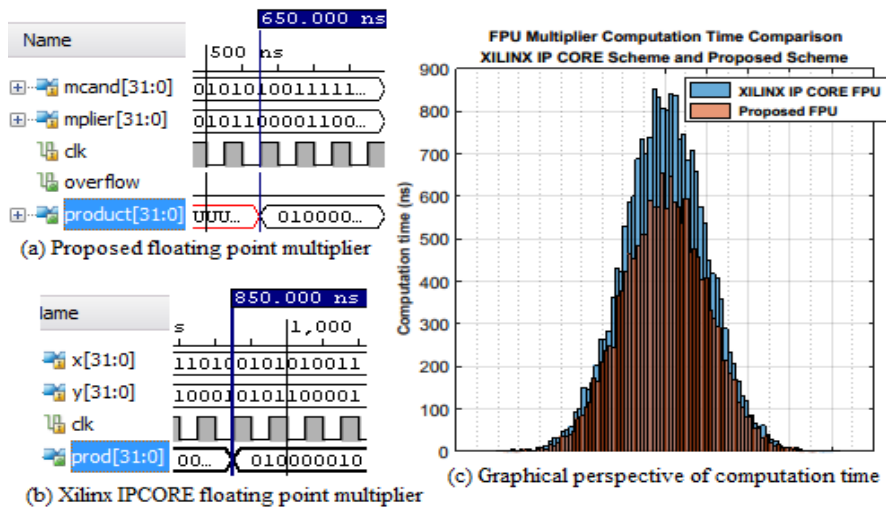 650.000 ns
Name
500 ns
mcand[31:0]
0101010011111...
mplier[31:0]
0101100001100...
clk
overflow
product[31:0]
UUU...
010000...
(a) Proposed floating point multiplier
850.000 ns
lame
s
1,000
x[31:0]
110100101010011
y[31:0]
100010101100001
clk
prod[31:0]
00...
010000010
(b) Xilinx IPCORE floating point multiplier
FPU Multiplier Computation Time Comparison
XILINX IP CORE Scheme and Proposed Scheme
XILINX IP CORE FPU
Proposed FPU
Computation time (ns)
900
800
700
600
500
400
300
200
100
0
(c) Graphical perspective of computation time